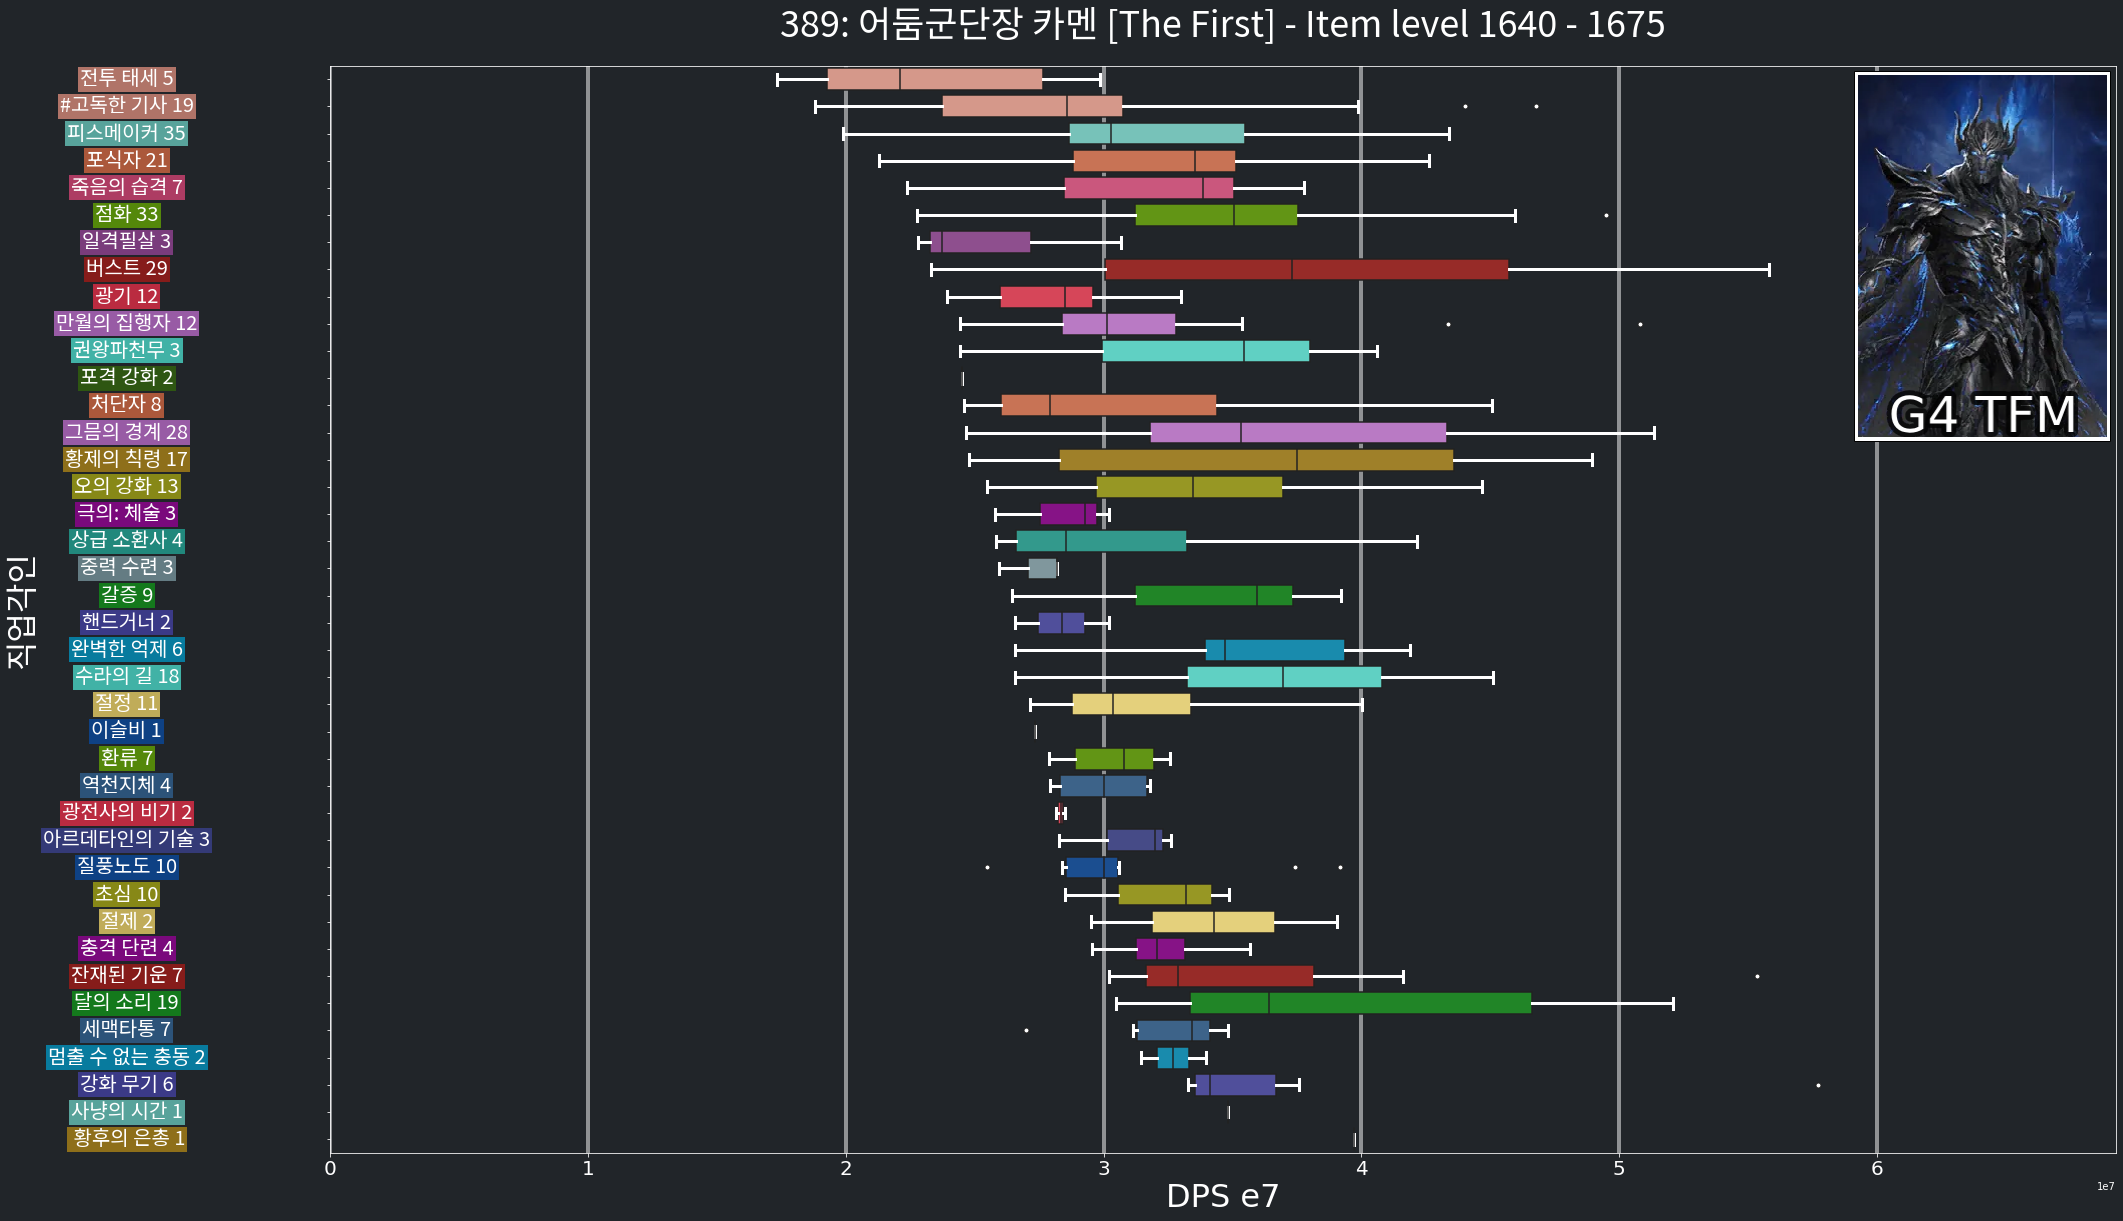 389: 어둠군단장 카멘 [The First] - Item level 1640 - 1675
전투 태세 5
#고독한 기사 19
피스메이커 35
포식자 21
죽음의 습격 7
점화 33
일격필살 3
버스트 29
광기 12
만월의 집행자 12
권왕파천무 3
포격 강화 2
처단자 8
그믐의 경계 28
황제의 칙령 17
오의 강화 13
극의: 체술 3
상급 소환사 4
중력 수련 3
갈증 9
핸드거너 2
완벽한 억제 6
수라의 길 18
절정 11
이슬비 1
환류 7
역천지체 4
광전사의 비기 2
아르데타인의 기술 3
질풍노도 10
초심 10
절제 2
충격 단련 4
잔재된 기운 7
달의 소리 19
세맥타통 7
멈출 수 없는 충동 2
강화 무기 6
사냥의 시간 1
황후의 은총 1
직업각인
G4 TFM
0 1 2 3 4 5 6
DPS e7
1e7